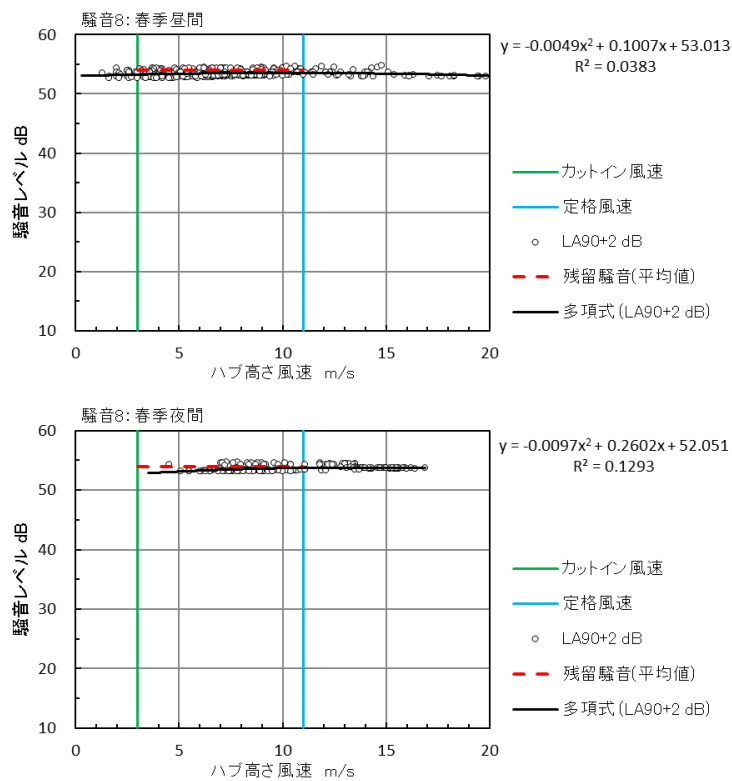 騒音8：春季昼間
y = -0.0049x² + 0.1007x + 53.013
R² = 0.0383
60
50
40
30
20
10
騒音レベル dB
0
5
10
15
20
ハブ高さ風速 m/s
カットイン風速
定格風速
LA90+2 dB
残留騒音(平均値)
多項式 (LA90+2 dB)
騒音8：春季夜間
y = -0.0097x² + 0.2602x + 52.051
R² = 0.1293
60
50
40
30
20
10
騒音レベル dB
0
5
10
15
20
ハブ高さ風速 m/s
カットイン風速
定格風速
LA90+2 dB
残留騒音(平均値)
多項式 (LA90+2 dB)